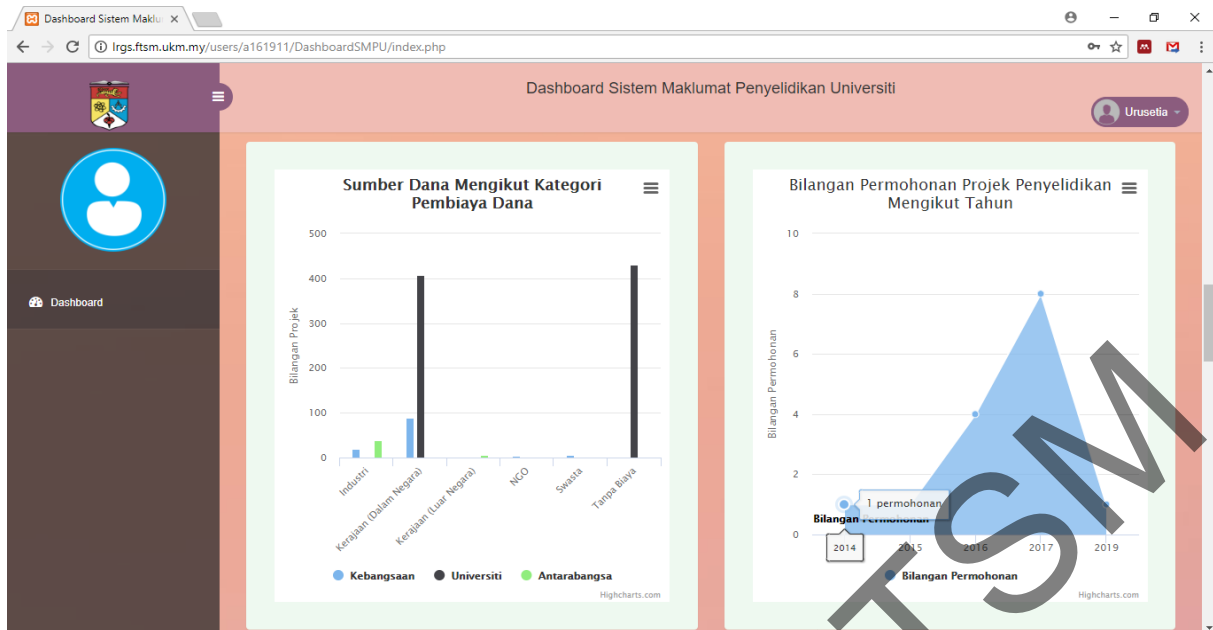 Dashboard Sistem Maklu
lrgs.ftsm.ukm.my/users/a161911/DashboardSMPU/index.php
Dashboard Sistem Maklumat Penyelidikan Universiti
Urusetia
Dashboard
Sumber Dana Mengikut Kategori
Pembiaya Dana
500
400
300
200
100
0
Bilangan Projek
Industri
Kerajaan (Dalam Negara)
Kerajaan (Luar Negara)
NGO
Swasta
Tanpa Biaya
Kebangsaan Universiti Antarabangsa
Highcharts.com
Bilangan Permohonan Projek Penyelidikan
Mengikut Tahun
10
8
6
4
2
0
Bilangan Permohonan
1 permohonan
Bilangan Permohonan
2014 2015 2016 2017 2019
Bilangan Permohonan
Highcharts.com
TSM